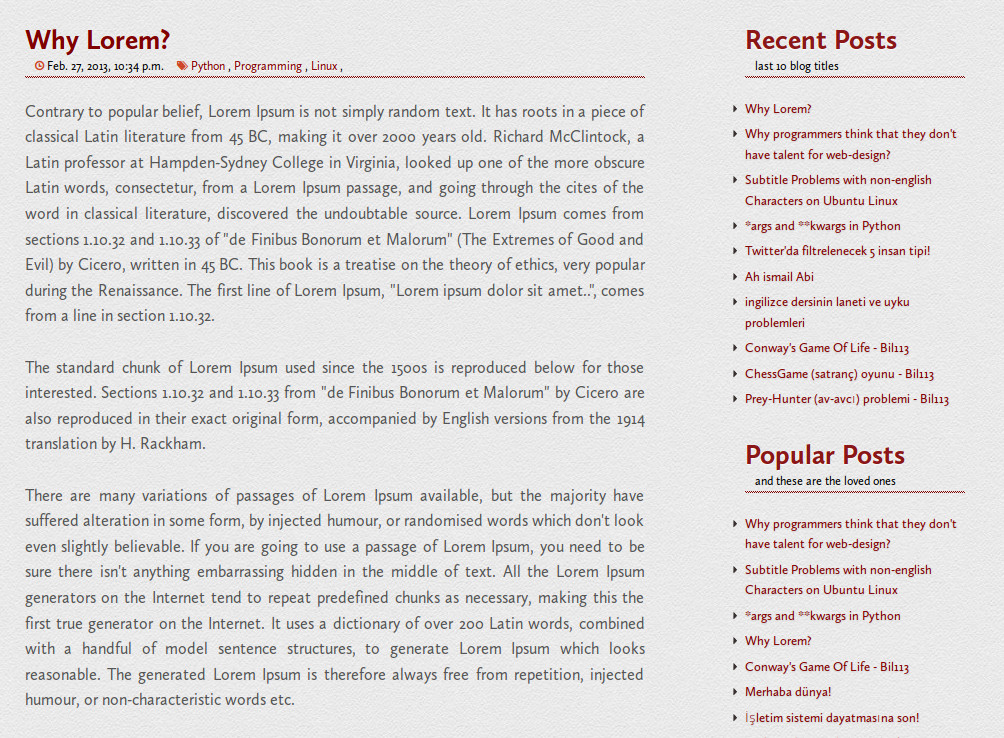 Why Lorem?
Feb. 27, 2013, 10:34 p.m. Python , Programming , Linux ,
Contrary to popular belief, Lorem Ipsum is not simply random text. It has roots in a piece of
classical Latin literature from 45 BC, making it over 2000 years old. Richard McClintock, a
Latin professor at Hampden-Sydney College in Virginia, looked up one of the more obscure
Latin words, consectetur, from a Lorem Ipsum passage, and going through the cites of the
word in classical literature, discovered the undoubtable source. Lorem Ipsum comes from
sections 1.10.32 and 1.10.33 of "de Finibus Bonorum et Malorum" (The Extremes of Good and
Evil) by Cicero, written in 45 BC. This book is a treatise on the theory of ethics, very popular
during the Renaissance. The first line of Lorem Ipsum, "Lorem ipsum dolor sit amet..", comes
from a line in section 1.10.32.
The standard chunk of Lorem Ipsum used since the 1500s is reproduced below for those
interested. Sections 1.10.32 and 1.10.33 from "de Finibus Bonorum et Malorum" by Cicero are
also reproduced in their exact original form, accompanied by English versions from the 1914
translation by H. Rackham.
There are many variations of passages of Lorem Ipsum available, but the majority have
suffered alteration in some form, by injected humour, or randomised words which don't look
even slightly believable. If you are going to use a passage of Lorem Ipsum, you need to be
sure there isn't anything embarrassing hidden in the middle of text. All the Lorem Ipsum
generators on the Internet tend to repeat predefined chunks as necessary, making this the
first true generator on the Internet. It uses a dictionary of over 200 Latin words, combined
with a handful of model sentence structures, to generate Lorem Ipsum which looks
reasonable. The generated Lorem Ipsum is therefore always free from repetition, injected
humour, or non-characteristic words etc.
Recent Posts
last 10 blog titles
Why Lorem?
Why programmers think that they don't
have talent for web-design?
Subtitle Problems with non-english
Characters on Ubuntu Linux
*args and **kwargs in Python
Twitter'da filtrelenecek 5 insan tipi!
Ah ismail Abi
ingilizce dersinin laneti ve uyku
problemleri
Conway's Game Of Life - Bil113
ChessGame (satranç) oyunu - Bil113
Prey-Hunter (av-avcı) problemi - Bil113
Popular Posts
and these are the loved ones
Why programmers think that they don't
have talent for web-design?
Subtitle Problems with non-english
Characters on Ubuntu Linux
*args and **kwargs in Python
Why Lorem?
Conway's Game Of Life - Bil113
Merhaba dünya!
İşletim sistemi dayatmasına son!